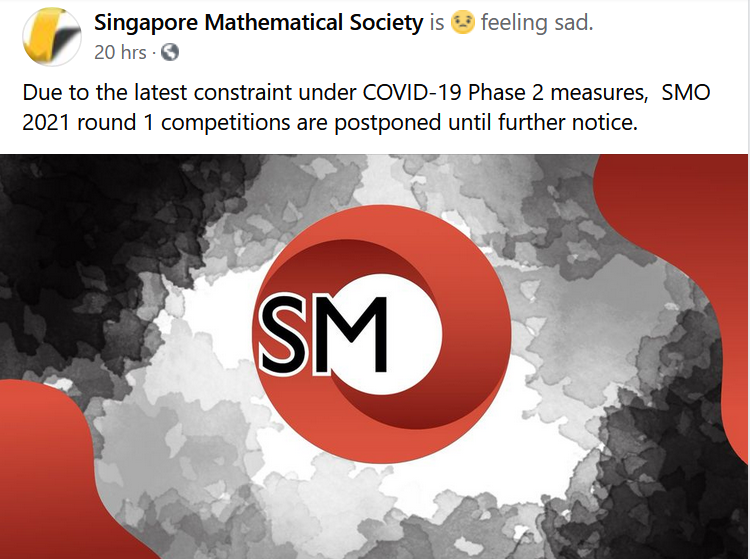 Singapore Mathematical Society is 😟 feeling sad.
20 hrs ·
Due to the latest constraint under COVID-19 Phase 2 measures,  SMO
2021 round 1 competitions are postponed until further notice.
SM